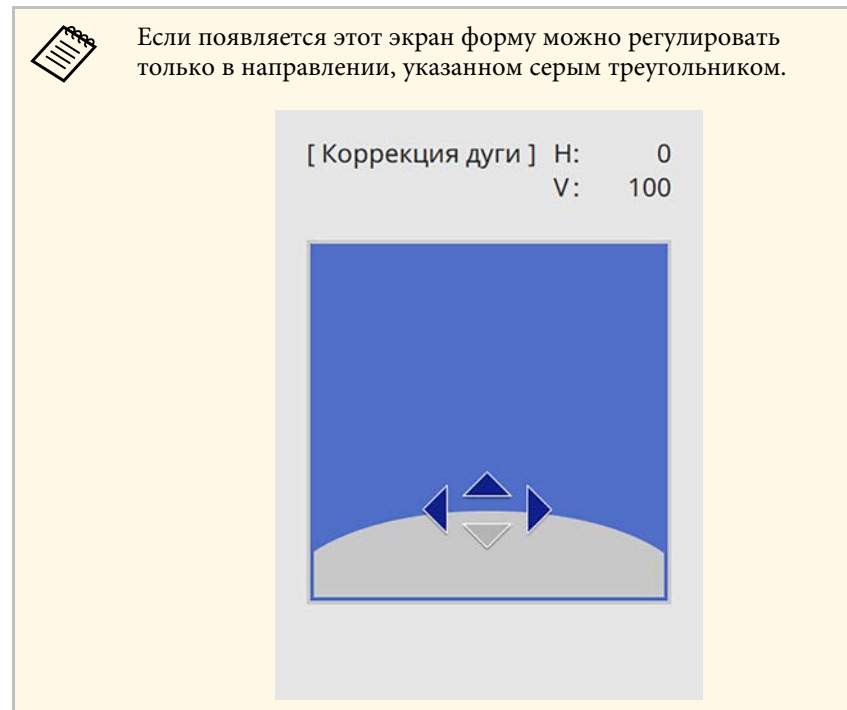 Если появляется этот экран форму можно регулировать
только в направлении, указанном серым треугольником.
[ Коррекция дуги ] H: 0
V: 100